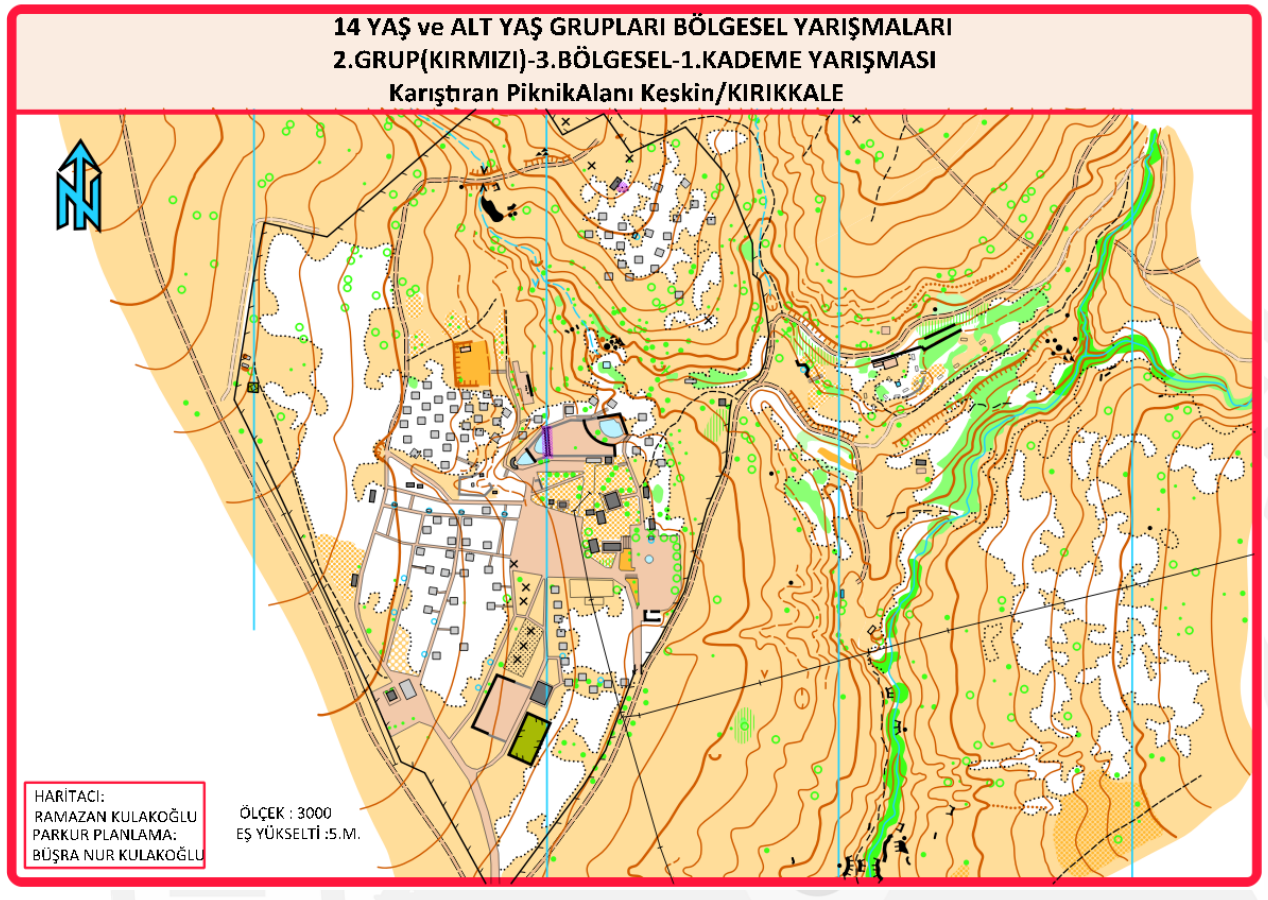 14 YAŞ ve ALT YAŞ GRUPLARI BÖLGESEL YARIŞMALARI
2.GRUP(KIRMIZI)-3.BÖLGESEL-1.KADEME YARIŞMASI
Karıştıran PiknikAlanı Keskin/KIRIKKALE
N
HARİTACI:
RAMAZAN KULAKOĞLU
PARKUR PLANLAMA:
BÜŞRA NUR KULAKOĞLU
ÖLÇEK : 3000
EŞ YÜKSELTİ :5.M.